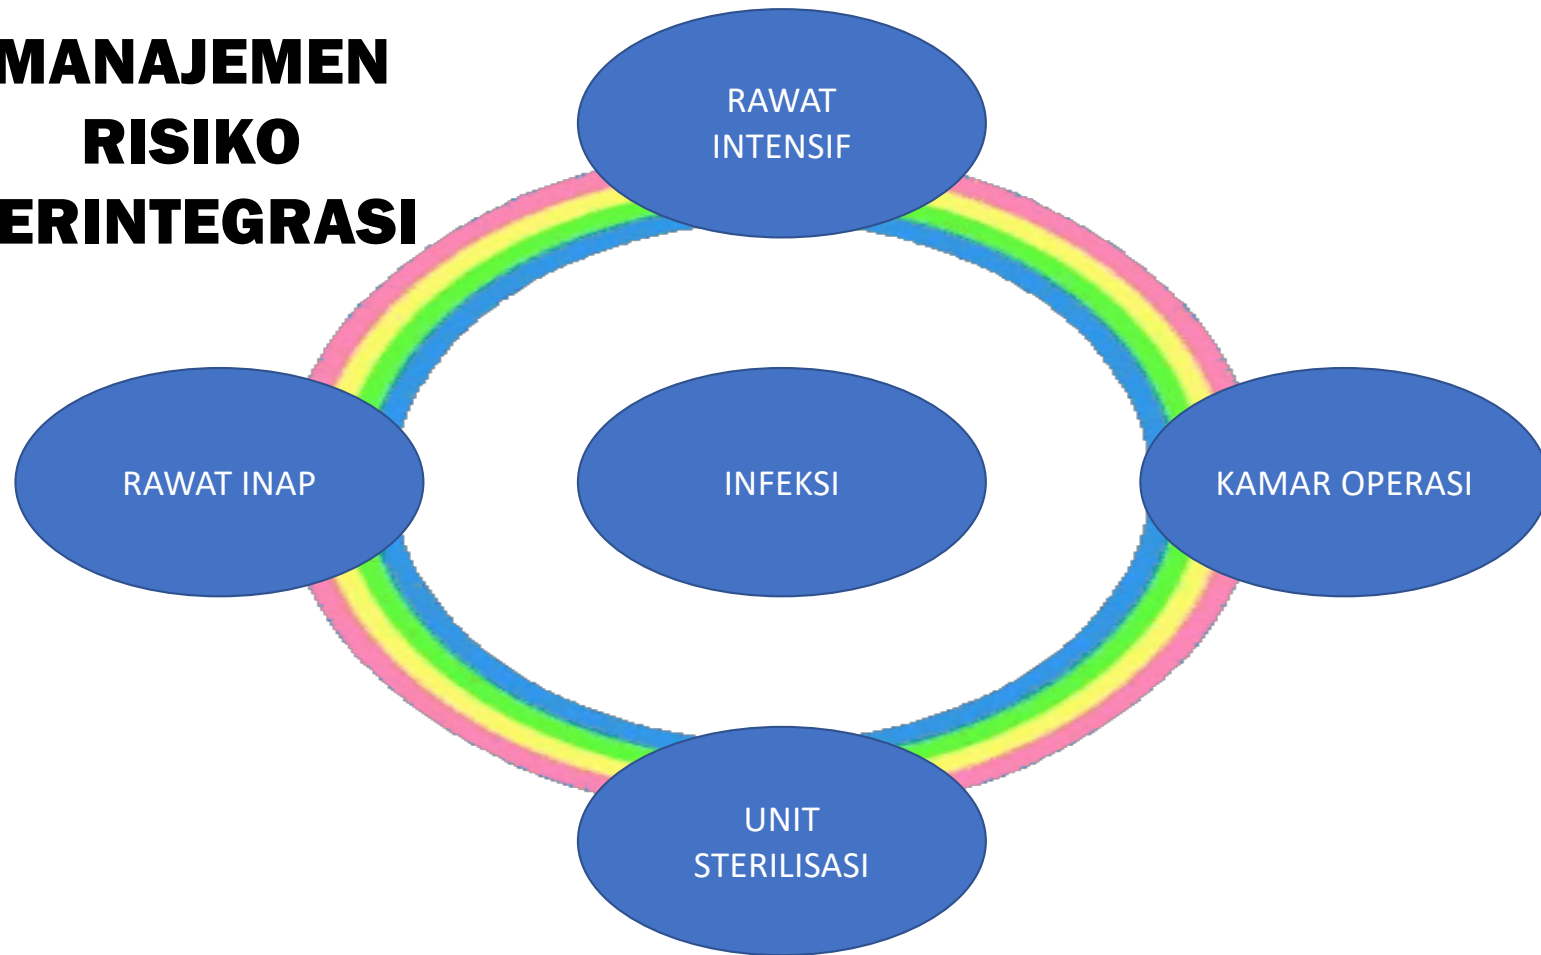 MANAJEMEN
RISIKO
ERINTEGRASI
RAWAT
INTENSIF
RAWAT INAP
INFEKSI
KAMAR OPERASI
UNIT
STERILISASI